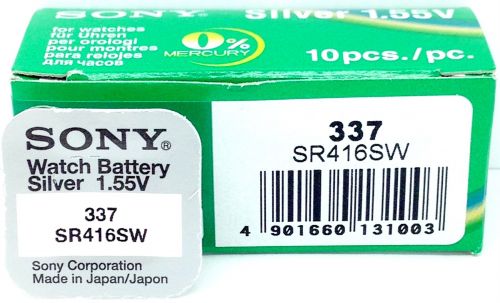 SONY
Silver 1.55V
for watches
für Uhren
per orologi
pour montres
para relojes
для часов
0%
MERCURY
10pcs./pc.
337
SR416SW
4 901660 131003
SONY®
Watch Battery
Silver 1.55V
337
SR416SW
Sony Corporation
Made in Japan/Japon